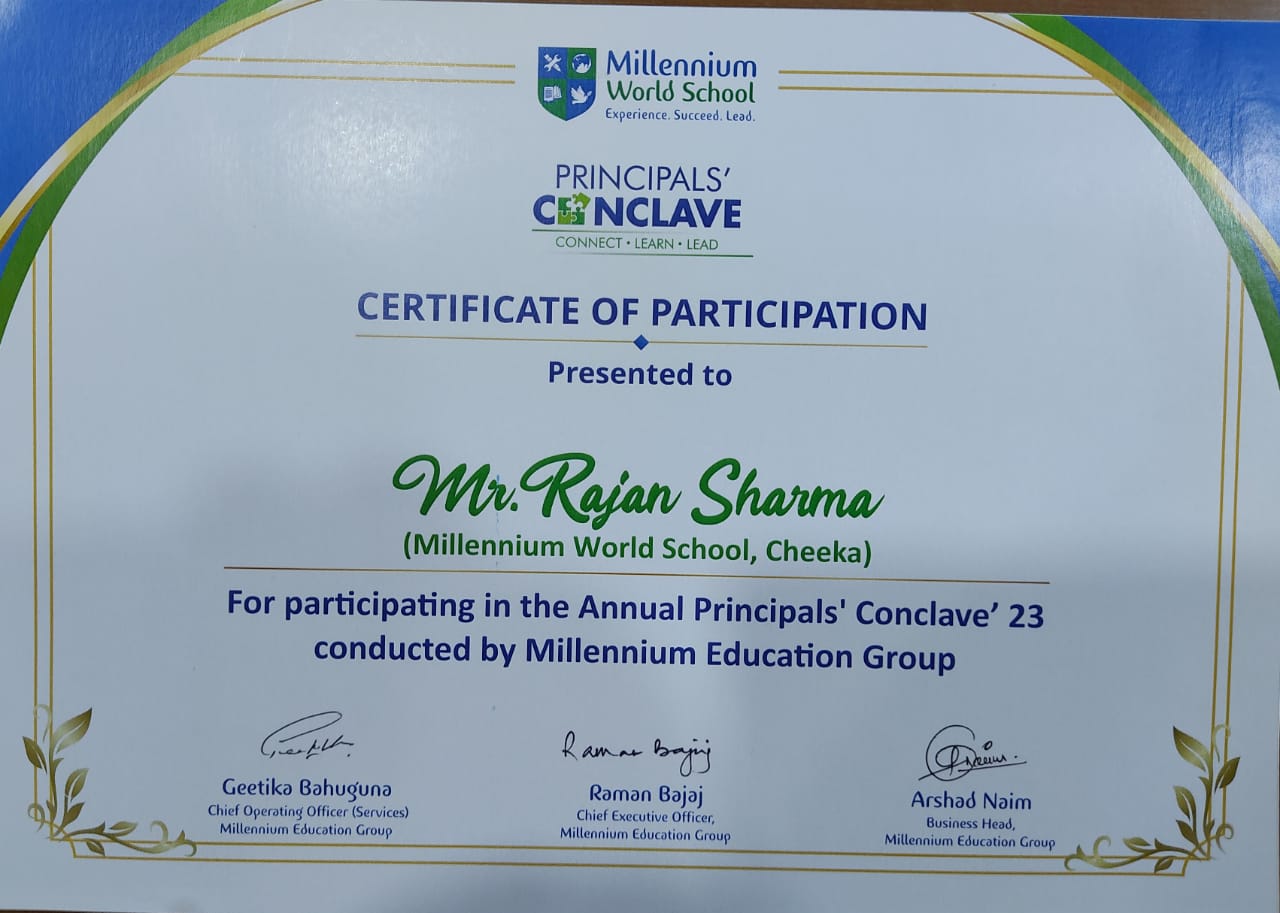 Millennium
World School
Experience. Succeed. Lead.
PRINCIPALS’
CONCLAVE
CONNECT • LEARN • LEAD
CERTIFICATE OF PARTICIPATION
Presented to
Mr. Rajan Sharma
(Millennium World School, Cheeka)
For participating in the Annual Principals' Conclave’ 23
conducted by Millennium Education Group
Raman Bajaj
Geetika Bahuguna
Chief Operating Officer (Services)
Millennium Education Group
Raman Bajaj
Chief Executive Officer,
Millennium Education Group
Arshad Naim
Business Head,
Millennium Education Group